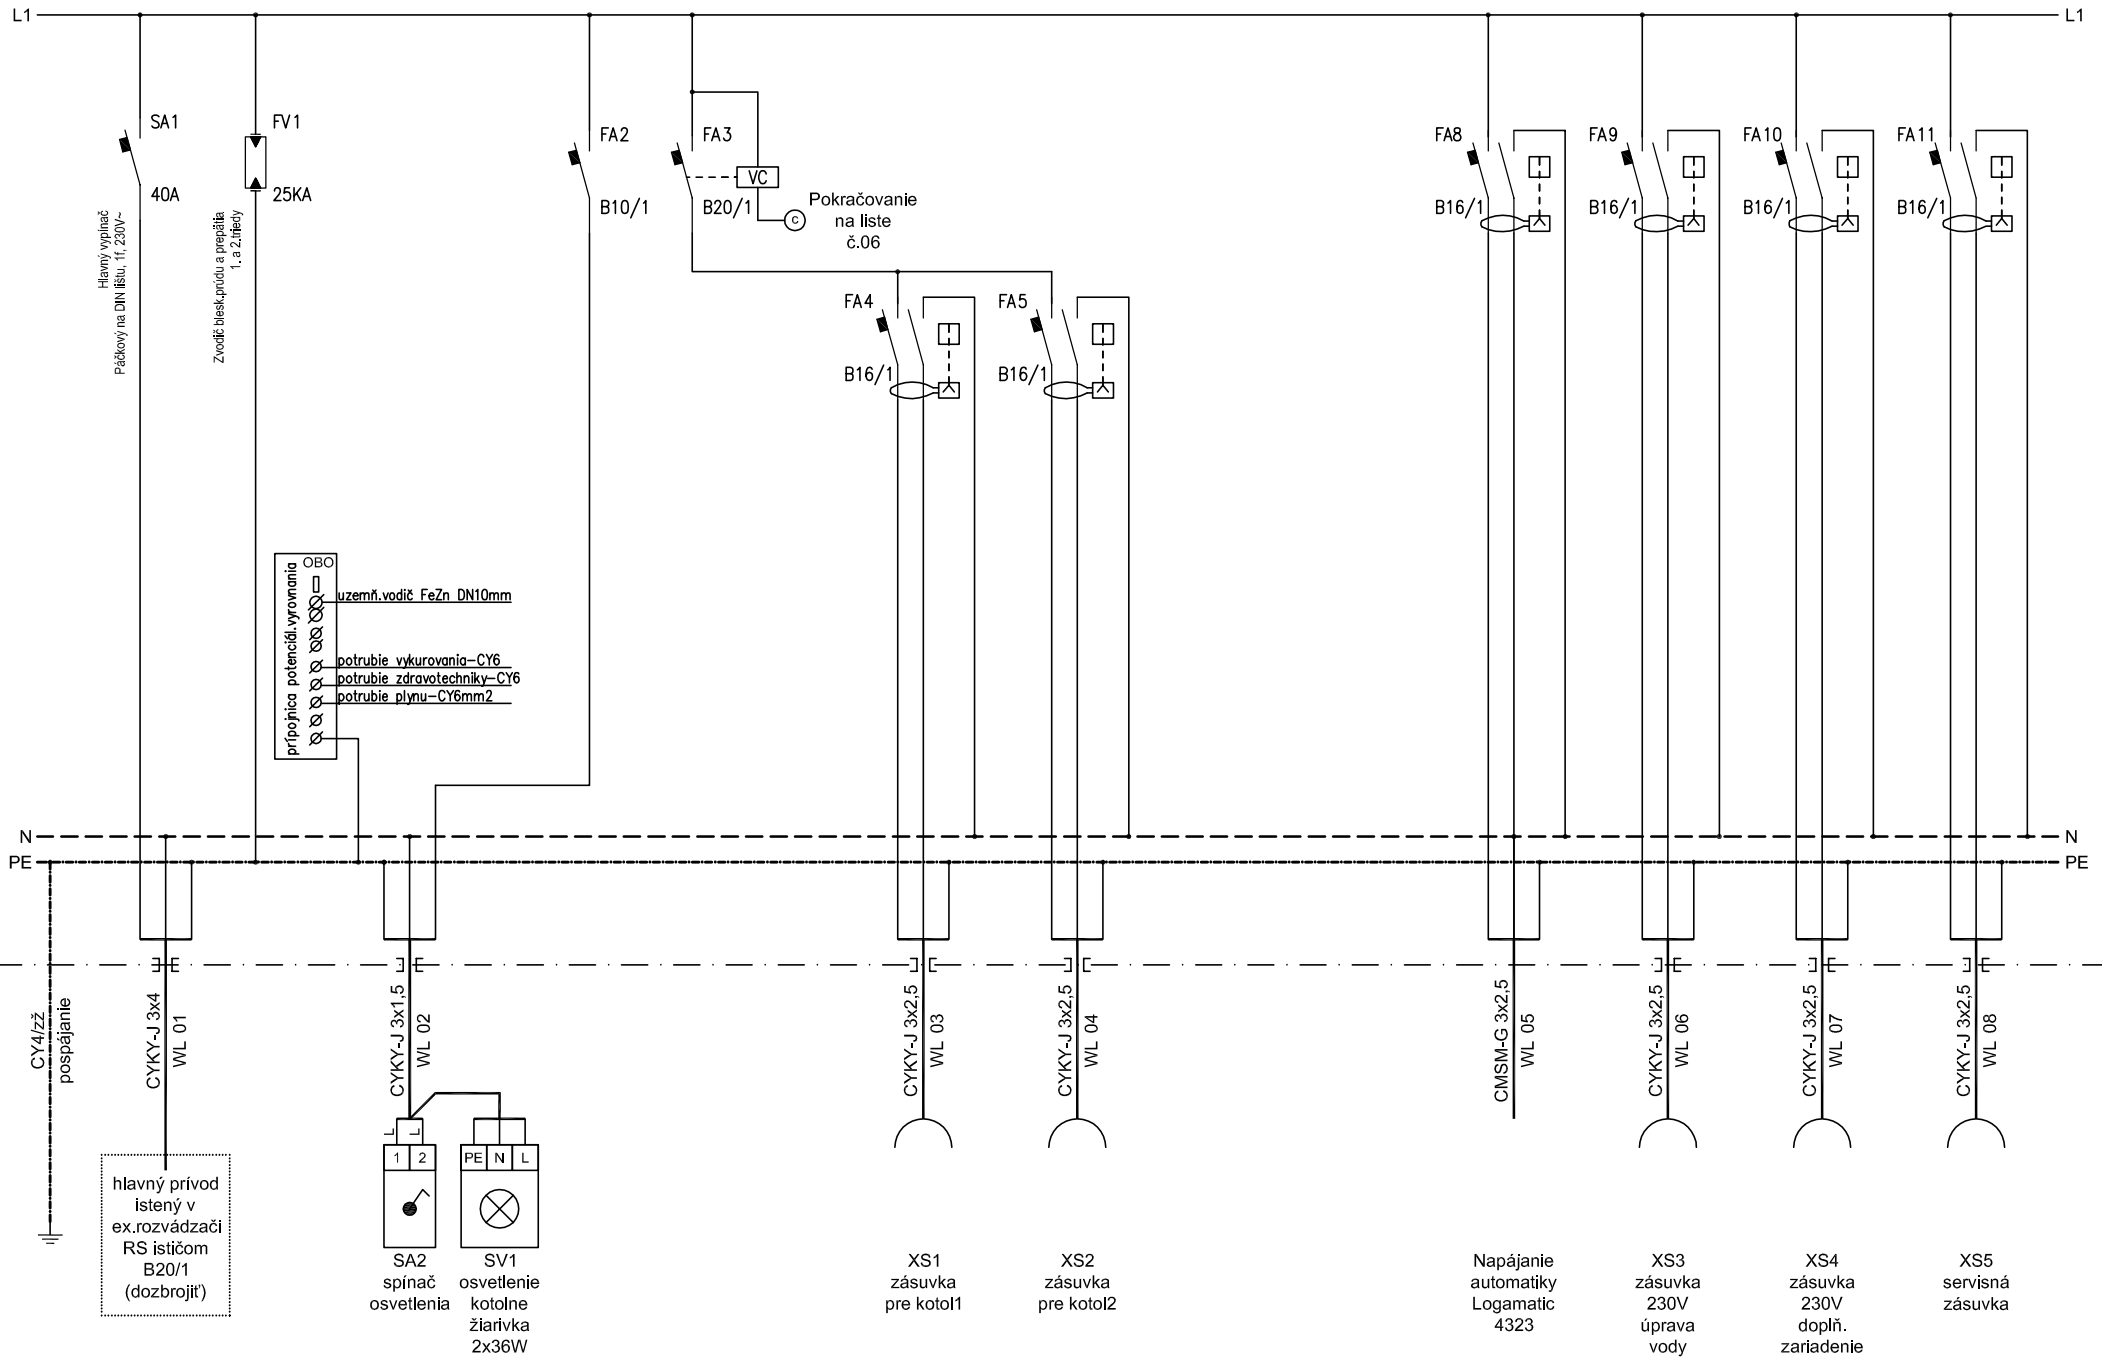 L1
L1
SA1
40A
Hlavný vypínač
Páčkový na DIN lištu, 1f, 230V~
FV1
25KA
Zvodič blesk.prúdu a prepätia
1. a 2.triedy
FA2
B10/1
FA3
B20/1
VC
c
Pokračovanie
na liste
č.06
FA4
B16/1
FA5
B16/1
FA8
B16/1
FA9
B16/1
FA10
B16/1
FA11
B16/1
OBO
prípojnica potenciál.vyrovnania
uzemň.vodič FeZn DN10mm
potrubie vykurovania-CY6
potrubie zdravotechniky-CY6
potrubie plynu-CY6mm2
N
N
PE
PE
CY4/zž
pospájanie
CYKY-J 3x4
WL 01
CYKY-J 3x1,5
WL 02
CYKY-J 3x2,5
WL 03
CYKY-J 3x2,5
WL 04
CMSM-G 3x2,5
WL 05
CYKY-J 3x2,5
WL 06
CYKY-J 3x2,5
WL 07
CYKY-J 3x2,5
WL 08
L
L
1
2
PE
N
L
hlavný prívod
istený v
ex.rozvádzači
RS ističom
B20/1
(dozbrojiť)
SA2
spínač
osvetlenia
SV1
osvetlenie
kotolne
žiarivka
2x36W
XS1
zásuvka
pre kotol1
XS2
zásuvka
pre kotol2
Napájanie
automatiky
Logamatic
4323
XS3
zásuvka
230V
úprava
vody
XS4
zásuvka
230V
doplň.
zariadenie
XS5
servisná
zásuvka